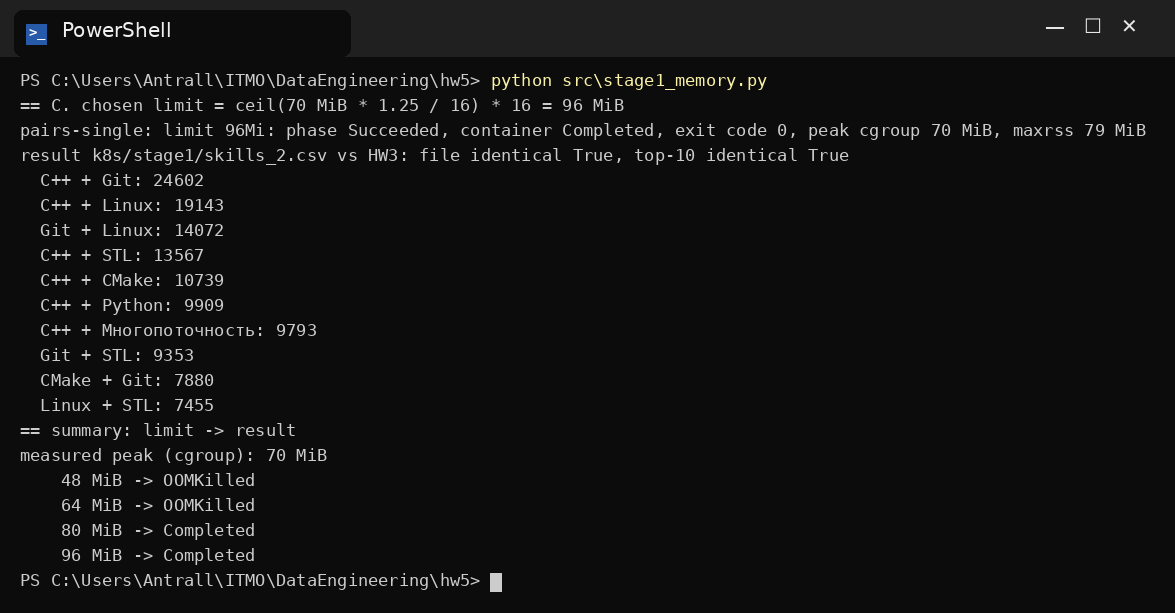 >_ PowerShell
PS C:\Users\Antrall\ITMO\DataEngineering\hw5> python src\stage1_memory.py
== C. chosen limit = ceil(70 MiB * 1.25 / 16) * 16 = 96 MiB
pairs-single: limit 96Mi: phase Succeeded, container Completed, exit code 0, peak cgroup 70 MiB, maxrss 79 MiB
result k8s/stage1/skills_2.csv vs HW3: file identical True, top-10 identical True
  C++ + Git: 24602
  C++ + Linux: 19143
  Git + Linux: 14072
  C++ + STL: 13567
  C++ + CMake: 10739
  C++ + Python: 9909
  C++ + Многопоточность: 9793
  Git + STL: 9353
  CMake + Git: 7880
  Linux + STL: 7455
== summary: limit -> result
measured peak (cgroup): 70 MiB
    48 MiB -> OOMKilled
    64 MiB -> OOMKilled
    80 MiB -> Completed
    96 MiB -> Completed
PS C:\Users\Antrall\ITMO\DataEngineering\hw5>